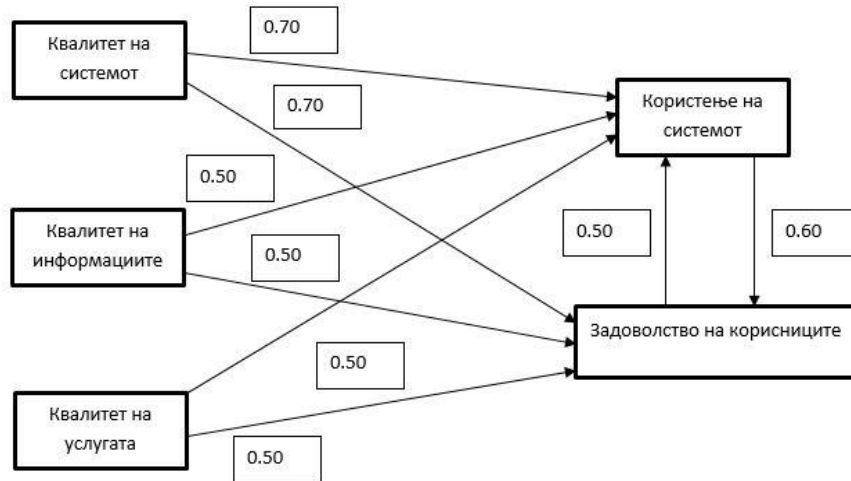 Квалитет на
системот
0.70
0.70
Користење на
системот
0.50
Квалитет на
информациите
0.50
0.50
0.60
Задоволство на корисниците
0.50
Квалитет на
услугата
0.50